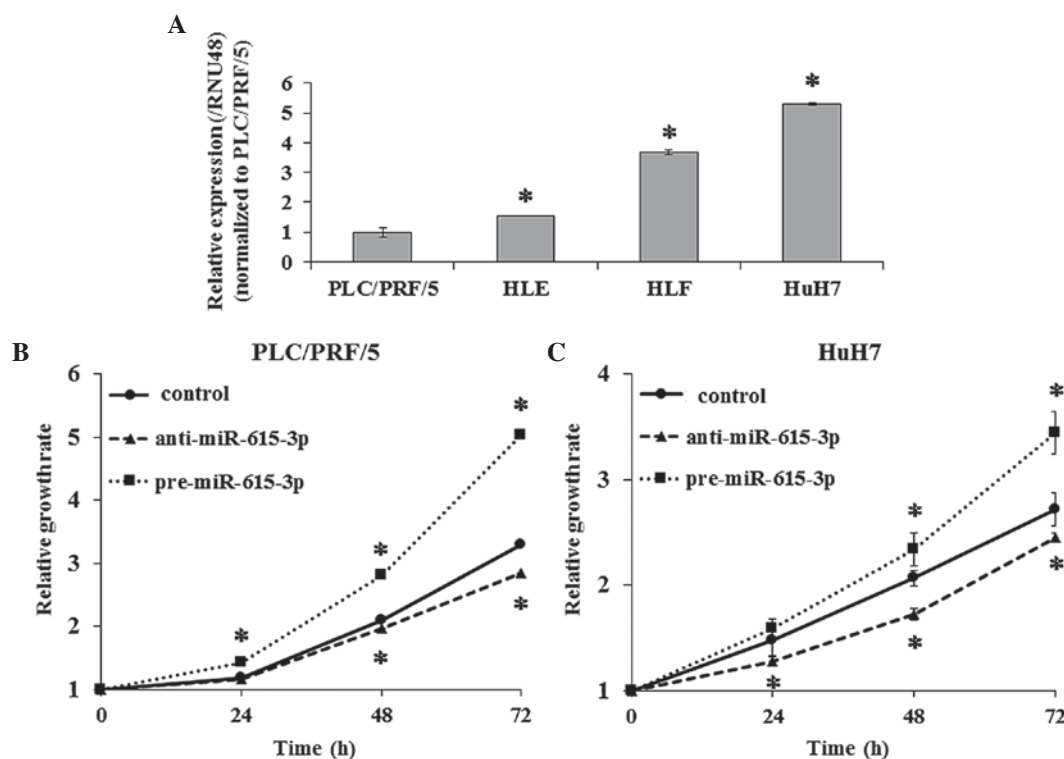 A
Relative expression (/RNU48)
(normalized to PLC/PRF/5)
6
5
4
3
2
1
0
*
*
*
PLC/PRF/5 HLE HLF HuH7
B
PLC/PRF/5
Relative growth rate
6
5
4
3
2
1
control
anti-miR-615-3p
pre-miR-615-3p
*
*
*
*
*
0 24 48 72
Time (h)
C
HuH7
Relative growth rate
4
3
2
1
control
anti-miR-615-3p
pre-miR-615-3p
*
*
*
*
*
0 24 48 72
Time (h)